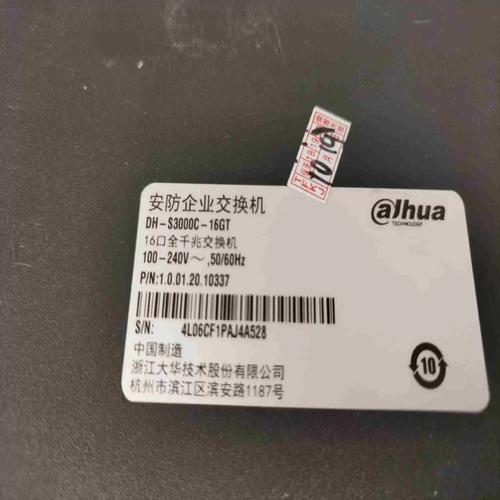 安防企业交换机
DH-S3000C-16GT
16口全千兆交换机
100-240V～,50/60Hz
P/N:1.0.01.20.10337
S/N: 4L06CF1PAJ4A528
中国制造
浙江大华技术股份有限公司
杭州市滨江区滨安路1187号
alhua
TECHNOLOGY
10
10.19